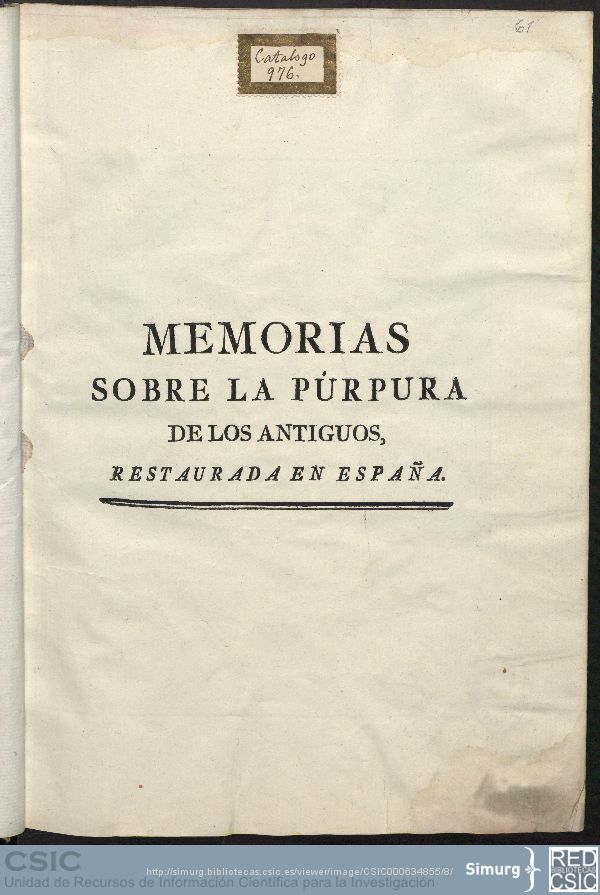 61
Catalogo
976.
MEMORIAS
SOBRE LA PÚRPURA
DE LOS ANTIGUOS,
RESTAURADA EN ESPAÑA.
CSIC
Unidad de Recursos de Información Científica para la Investigación
http://simurg.bibliotecas.csic.es/viewer/image/CSIC000634855/8/
Simurg
RED
BIBLIOTECAS
CSIC